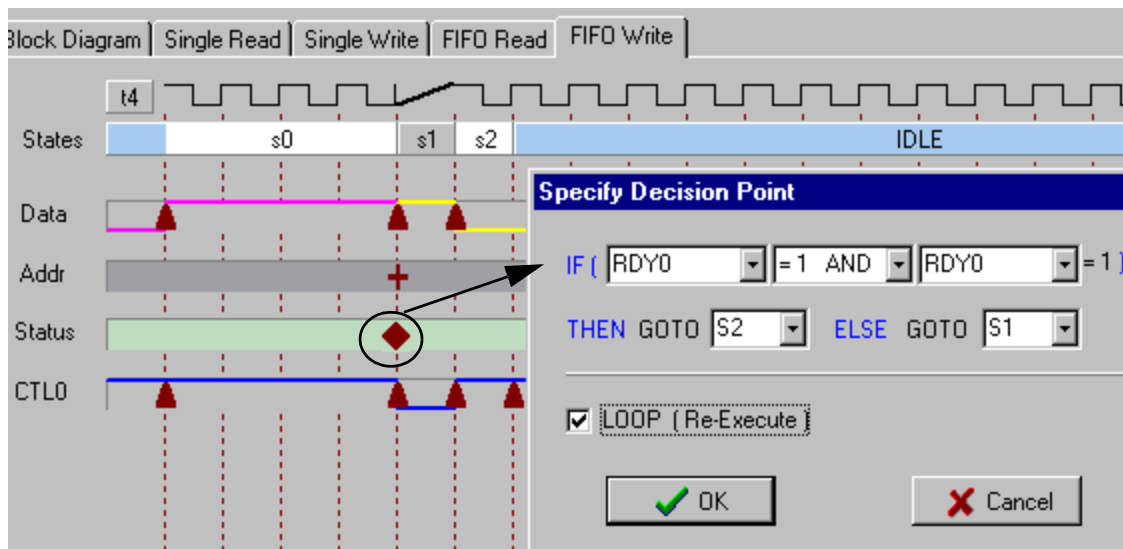 Block Diagram Single Read Single Write FIFO Read FIFO Write
t4
States s0 s1 s2 IDLE
Specify Decision Point
Data
IF ( RDY0 = 1 AND RDY0 = 1 )
Addr
THEN GOTO S2 ELSE GOTO S1
Status
CTL0
LOOP ( Re-Execute )
OK Cancel